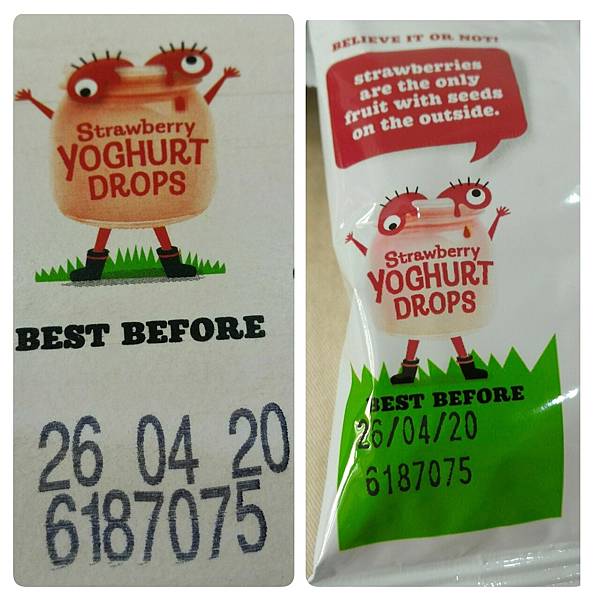 Strawberry
YOGHURT
DROPS
BEST BEFORE
26 04 20
6187075
BELIEVE IT OR NOT!
strawberries
are the only
fruit with seeds
on the outside.
Strawberry
YOGHURT
DROPS
BEST BEFORE
26/04/20
6187075